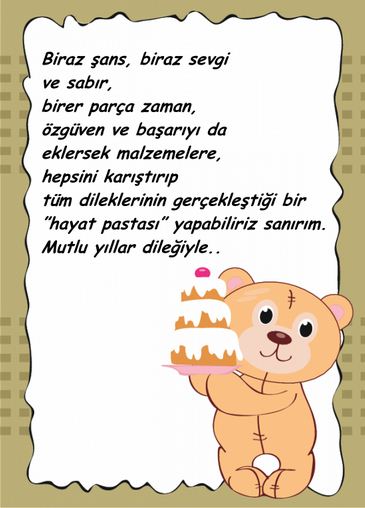 Biraz şans, biraz sevgi
ve sabır,
birer parça zaman,
özgüven ve başarıyı da
eklersek malzemelere,
hepsini karıştırıp
tüm dileklerinin gerçekleştiği bir
"hayat pastası" yapabiliriz sanırım.
Mutlu yıllar dileğiyle..